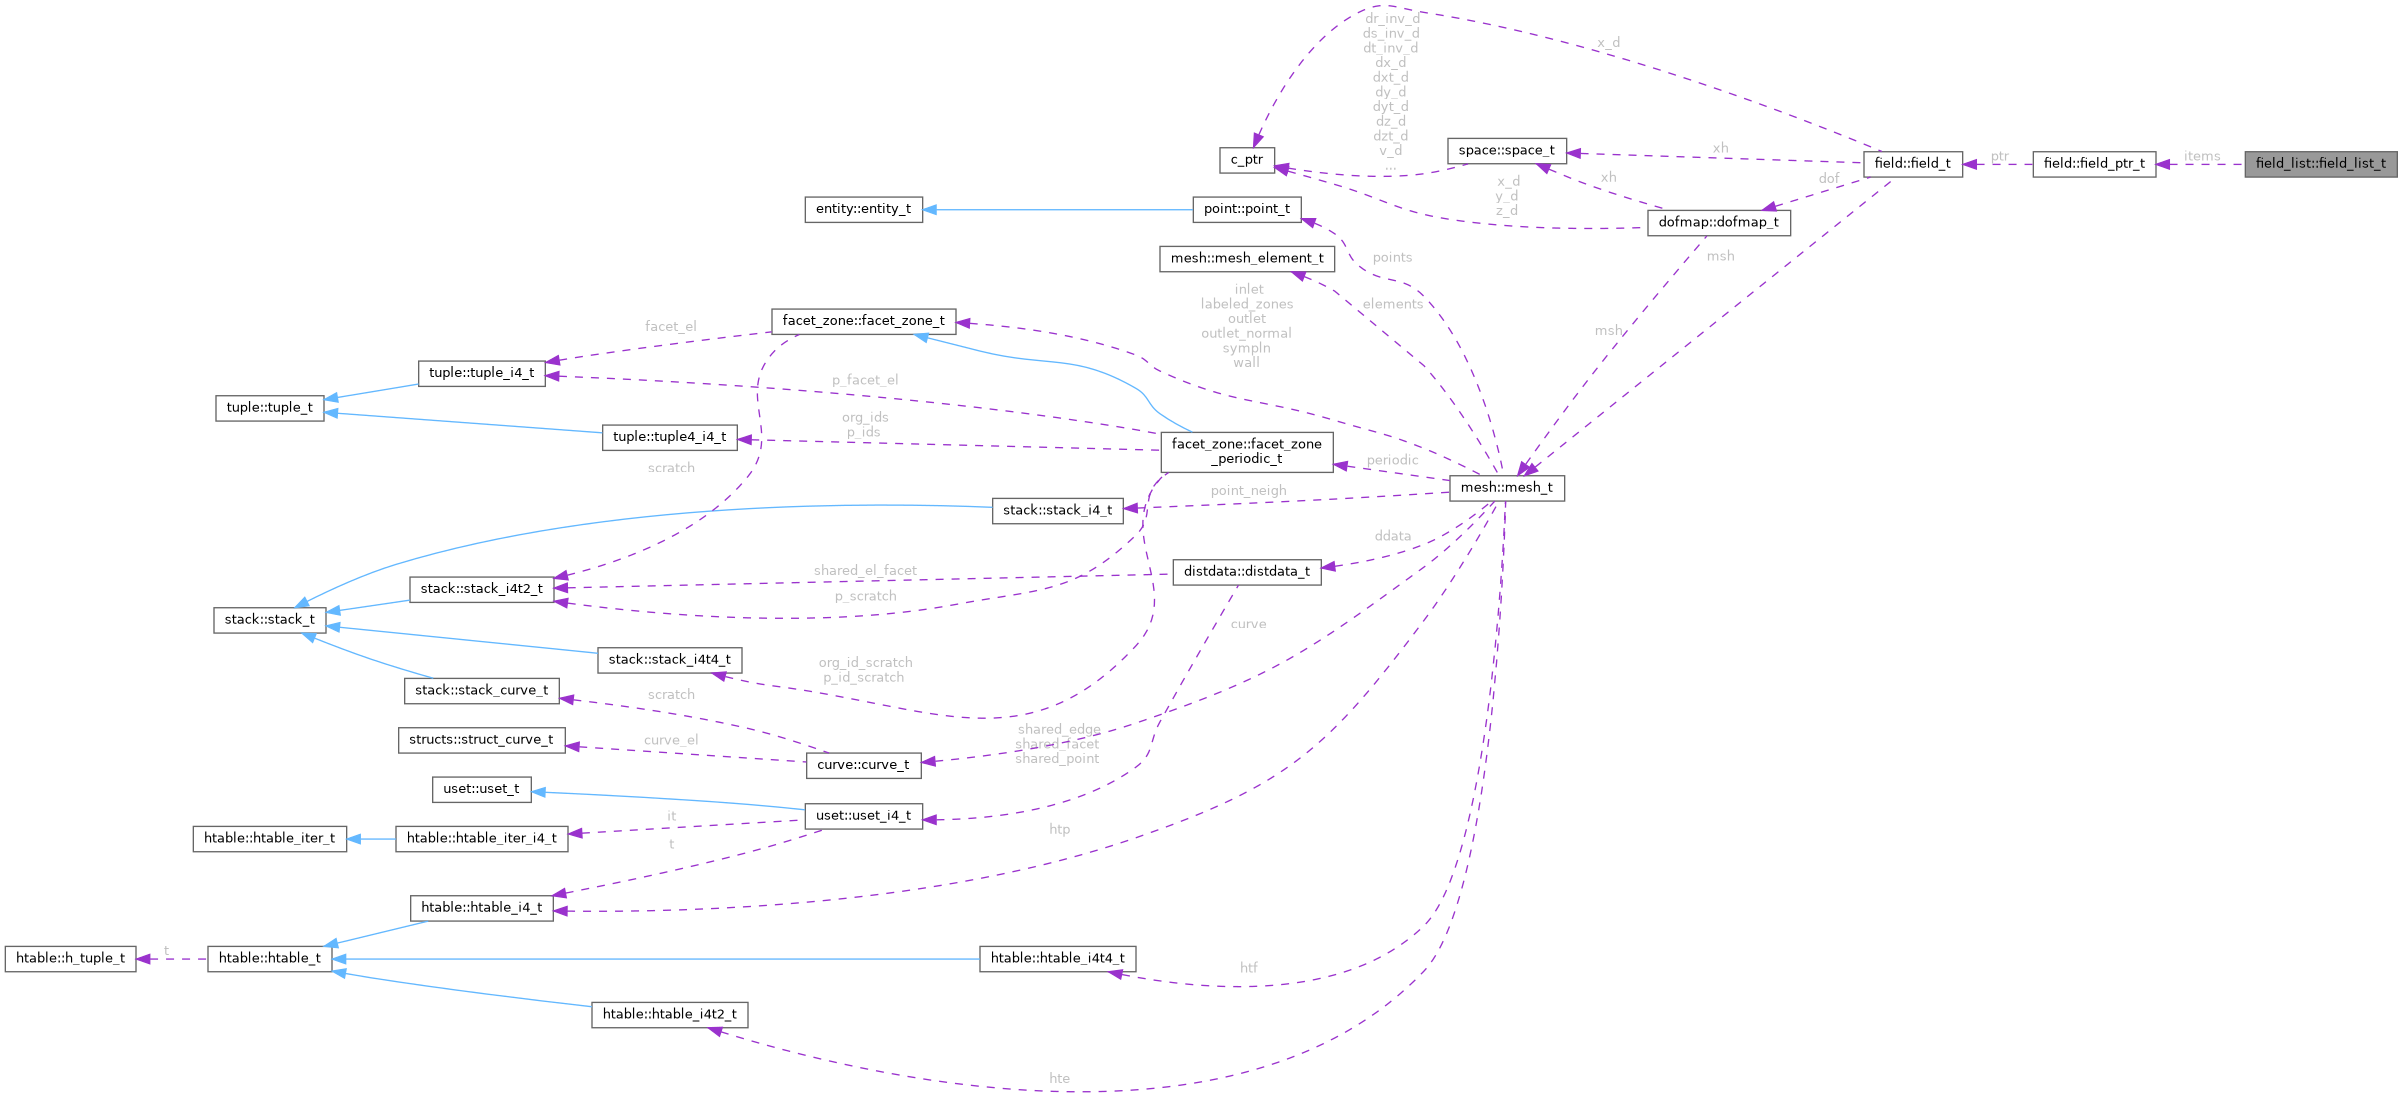 dr_inv_d
ds_inv_d
dt_inv_d
dx_d
dxt_d
dy_d
dyt_d
dz_d
dzt_d
v_d
...
x_d
c_ptr
space::space_t
xh
field::field_t
ptr
field::field_ptr_t
items
field_list::field_list_t
xh
dof
x_d
y_d
z_d
entity::entity_t
point::point_t
dofmap::dofmap_t
mesh::mesh_element_t
points
msh
inlet
labeled_zones
outlet
outlet_normal
sympln
wall
elements
facet_zone::facet_zone_t
facet_el
msh
tuple::tuple_i4_t
p_facet_el
tuple::tuple_t
org_ids
p_ids
tuple::tuple4_i4_t
facet_zone::facet_zone
_periodic_t
periodic
scratch
mesh::mesh_t
point_neigh
stack::stack_i4_t
ddata
shared_el_facet
distdata::distdata_t
stack::stack_i4t2_t
p_scratch
stack::stack_t
curve
stack::stack_i4t4_t
org_id_scratch
p_id_scratch
stack::stack_curve_t
scratch
structs::struct_curve_t
curve_el
shared_edge
shared_facet
shared_point
curve::curve_t
uset::uset_t
uset::uset_i4_t
it
t
htable::htable_iter_t
htable::htable_iter_i4_t
htp
htable::htable_i4_t
htable::h_tuple_t
t
htable::htable_t
htable::htable_i4t4_t
htf
htable::htable_i4t2_t
hte